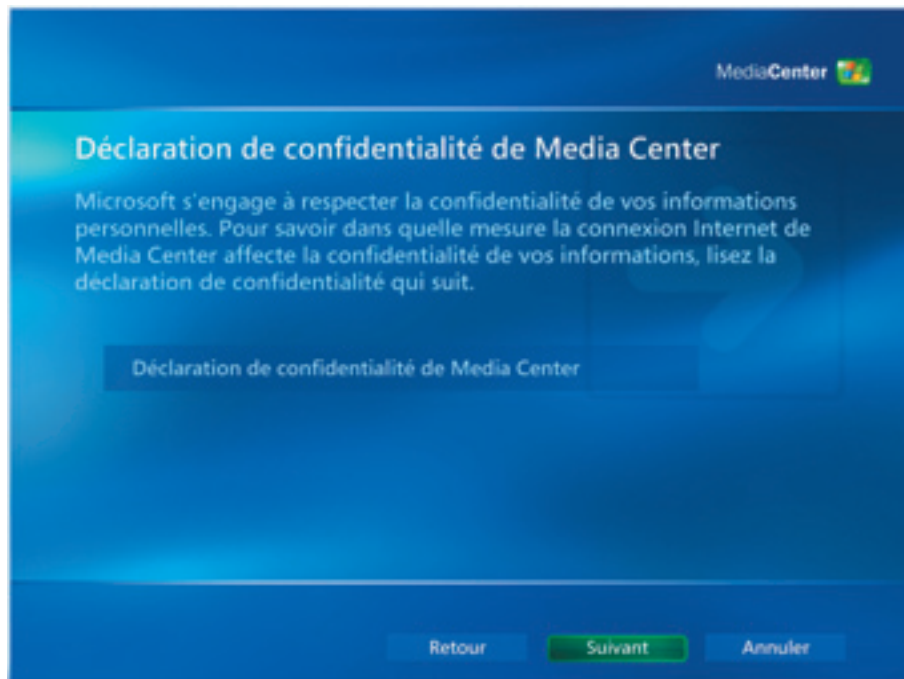 MediaCenter
Déclaration de confidentialité de Media Center
Microsoft s'engage à respecter la confidentialité de vos informations
personnelles. Pour savoir dans quelle mesure la connexion Internet de
Media Center affecte la confidentialité de vos informations, lisez la
déclaration de confidentialité qui suit.
Déclaration de confidentialité de Media Center
Retour
Suivant
Annuler